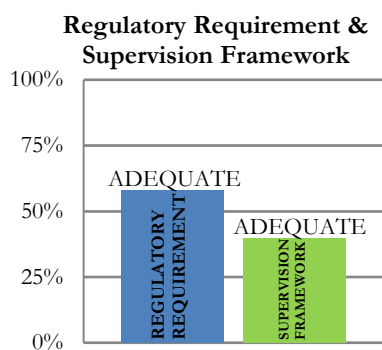 Regulatory Requirement &
Supervision Framework
100%
75%
50%
25%
0%
ADEQUATE
REGULATORY
REQUIREMENT
ADEQUATE
SUPERVISION
FRAMEWORK